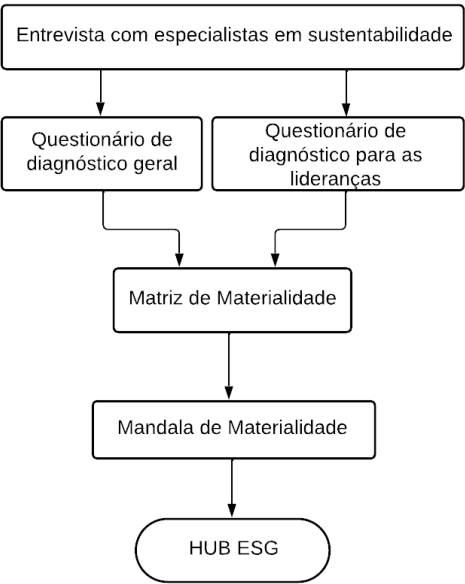 Entrevista com especialistas em sustentabilidade
Questionário de
diagnóstico geral
Questionário de
diagnóstico para as
lideranças
Matriz de Materialidade
Mandala de Materialidade
HUB ESG